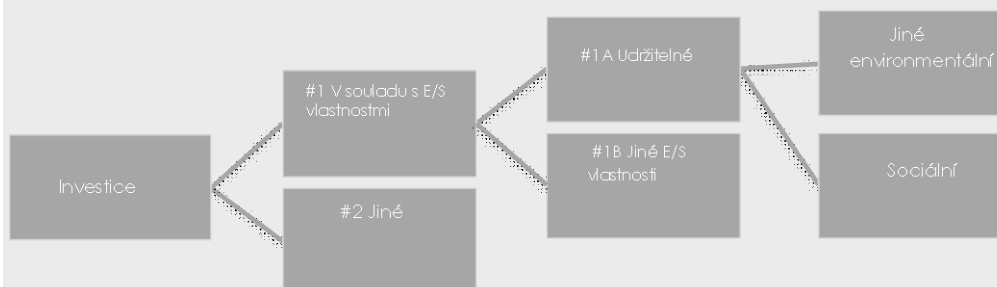 Investice
#1 V souladu s E/S
vlastnostmi
#2 Jiné
#1A Udržitelné
#1B Jiné E/S
vlastnosti
Jiné
environmentální
Sociální